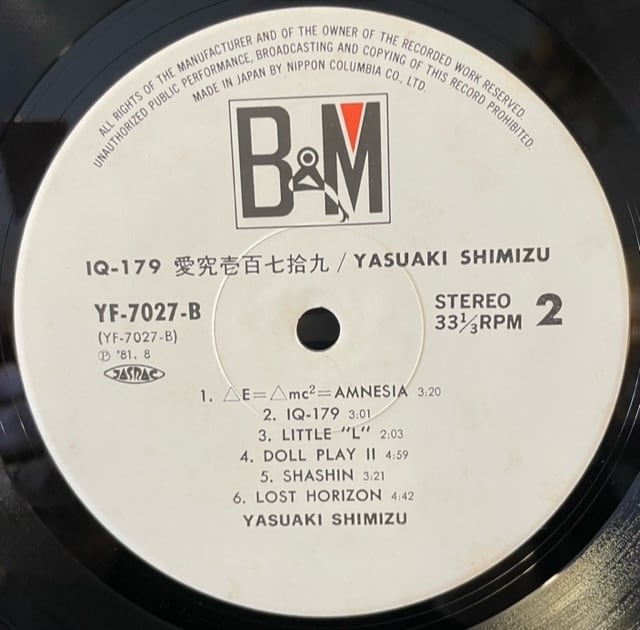 ALL RIGHTS OF THE MANUFACTURER AND OF THE OWNER OF THE RECORDED WORK RESERVED.
UNAUTHORIZED PUBLIC PERFORMANCE, BROADCASTING AND COPYING OF THIS RECORD PROHIBITED.
MADE IN JAPAN BY NIPPON COLUMBIA CO., LTD.
B&M
IQ-179 愛究壱百七拾九 / YASUAKI SHIMIZU
YF-7027-B
(YF-7027-B)
Ⓟ '81. 8
JASRAC
STEREO
33⅓RPM
2
1. △E=△mc²=AMNESIA 3:20
2. IQ-179 3:01
3. LITTLE "L" 2:03
4. DOLL PLAY II 4:59
5. SHASHIN 3:21
6. LOST HORIZON 4:42
YASUAKI SHIMIZU